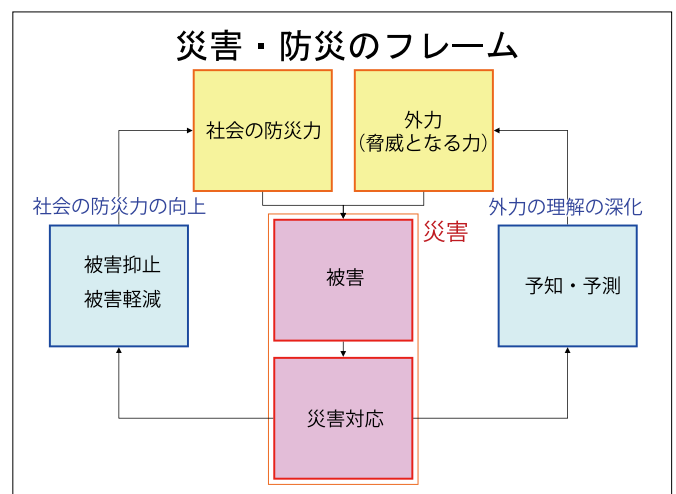 災害・防災のフレーム
社会の防災力
外力
（脅威となる力）
社会の防災力の向上
外力の理解の深化
災害
被害抑止
被害軽減
被害
予知・予測
災害対応